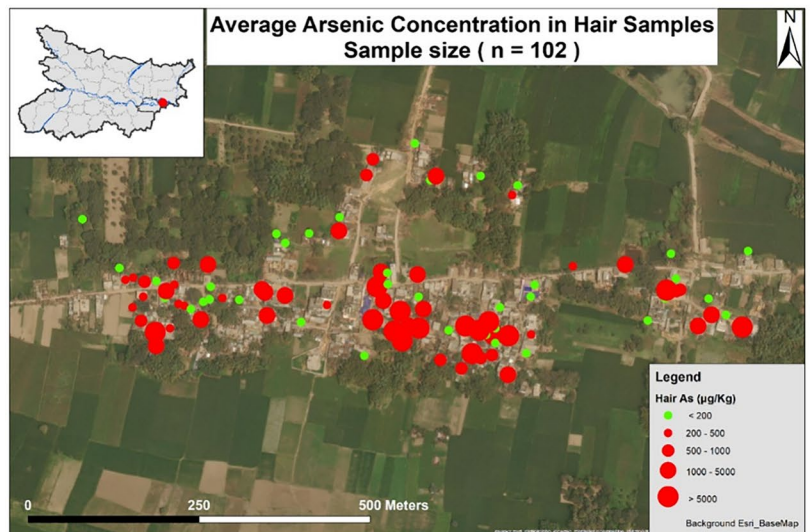 Average Arsenic Concentration in Hair Samples
Sample size ( n = 102 )
N
Legend
Hair As (µg/Kg)
< 200
200 - 500
500 - 1000
1000 - 5000
> 5000
0 250 500 Meters
Background Esri_BaseMap